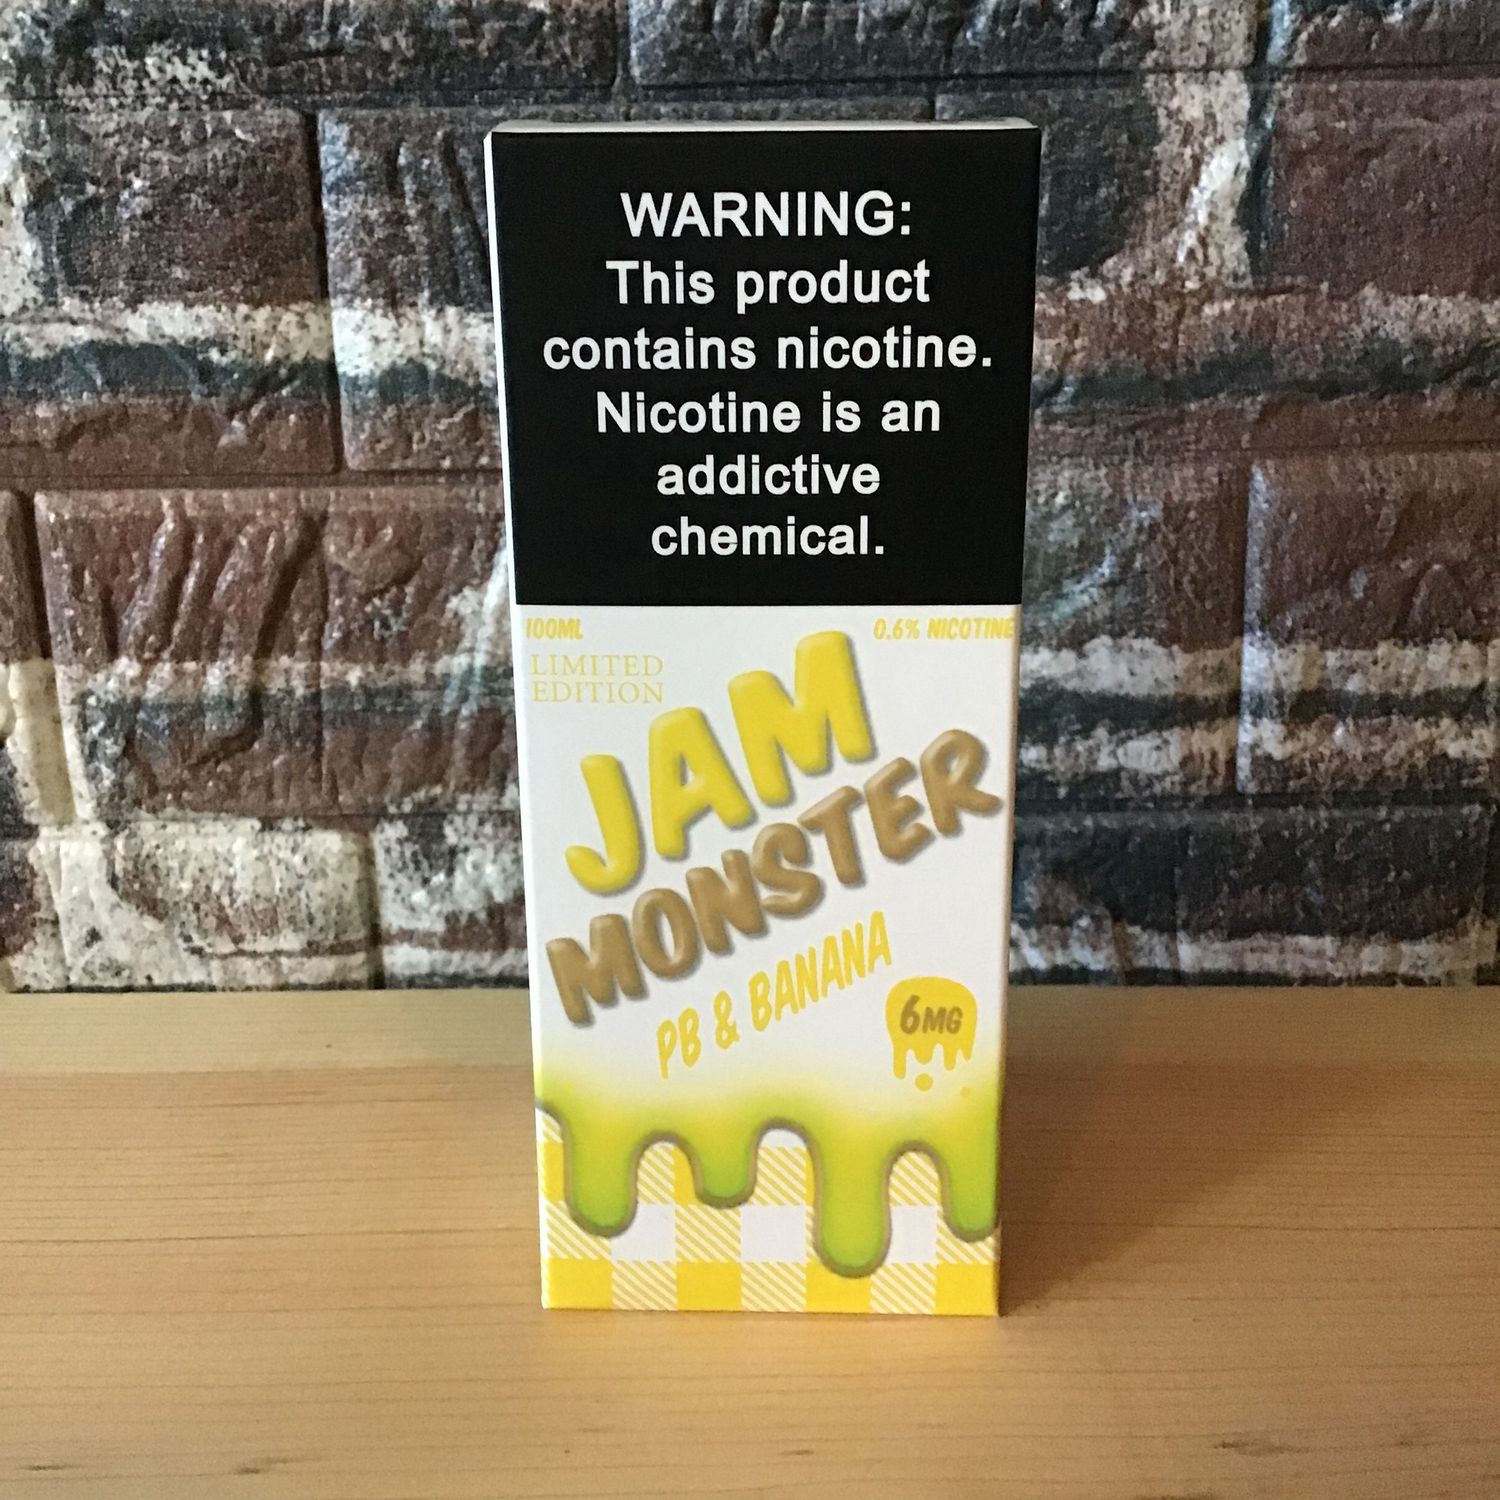 WARNING:
This product
contains nicotine.
Nicotine is an
addictive
chemical.
100ML
0.6% NICOTINE
LIMITED
EDITION
JAM
MONSTER
PB & BANANA
6MG